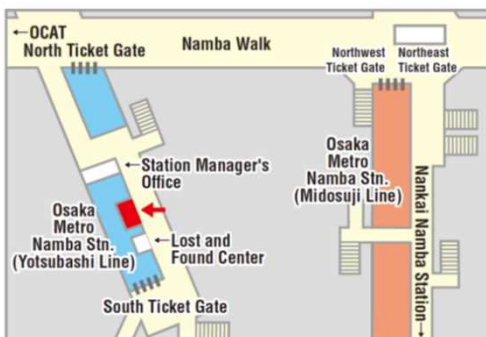 ←OCAT
North Ticket Gate
Namba Walk
Northwest
Ticket Gate
Northeast
Ticket Gate
←Station Manager's
Office
Osaka
Metro
Namba Stn.
(Midosuji Line)
Osaka
Metro
Namba Stn.
(Yotsubashi Line)
←Lost and
Found Center
South Ticket Gate
Nankai Namba Station→